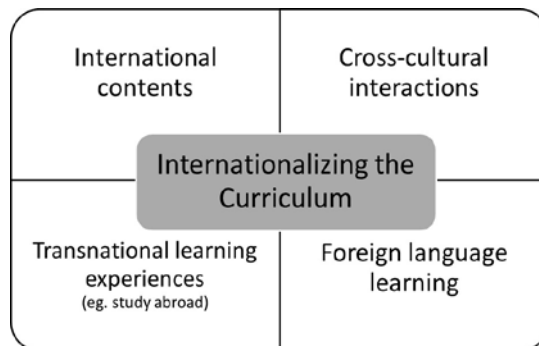 International
contents
Cross-cultural
interactions
Internationalizing the
Curriculum
Transnational learning
experiences
(eg. study abroad)
Foreign language
learning